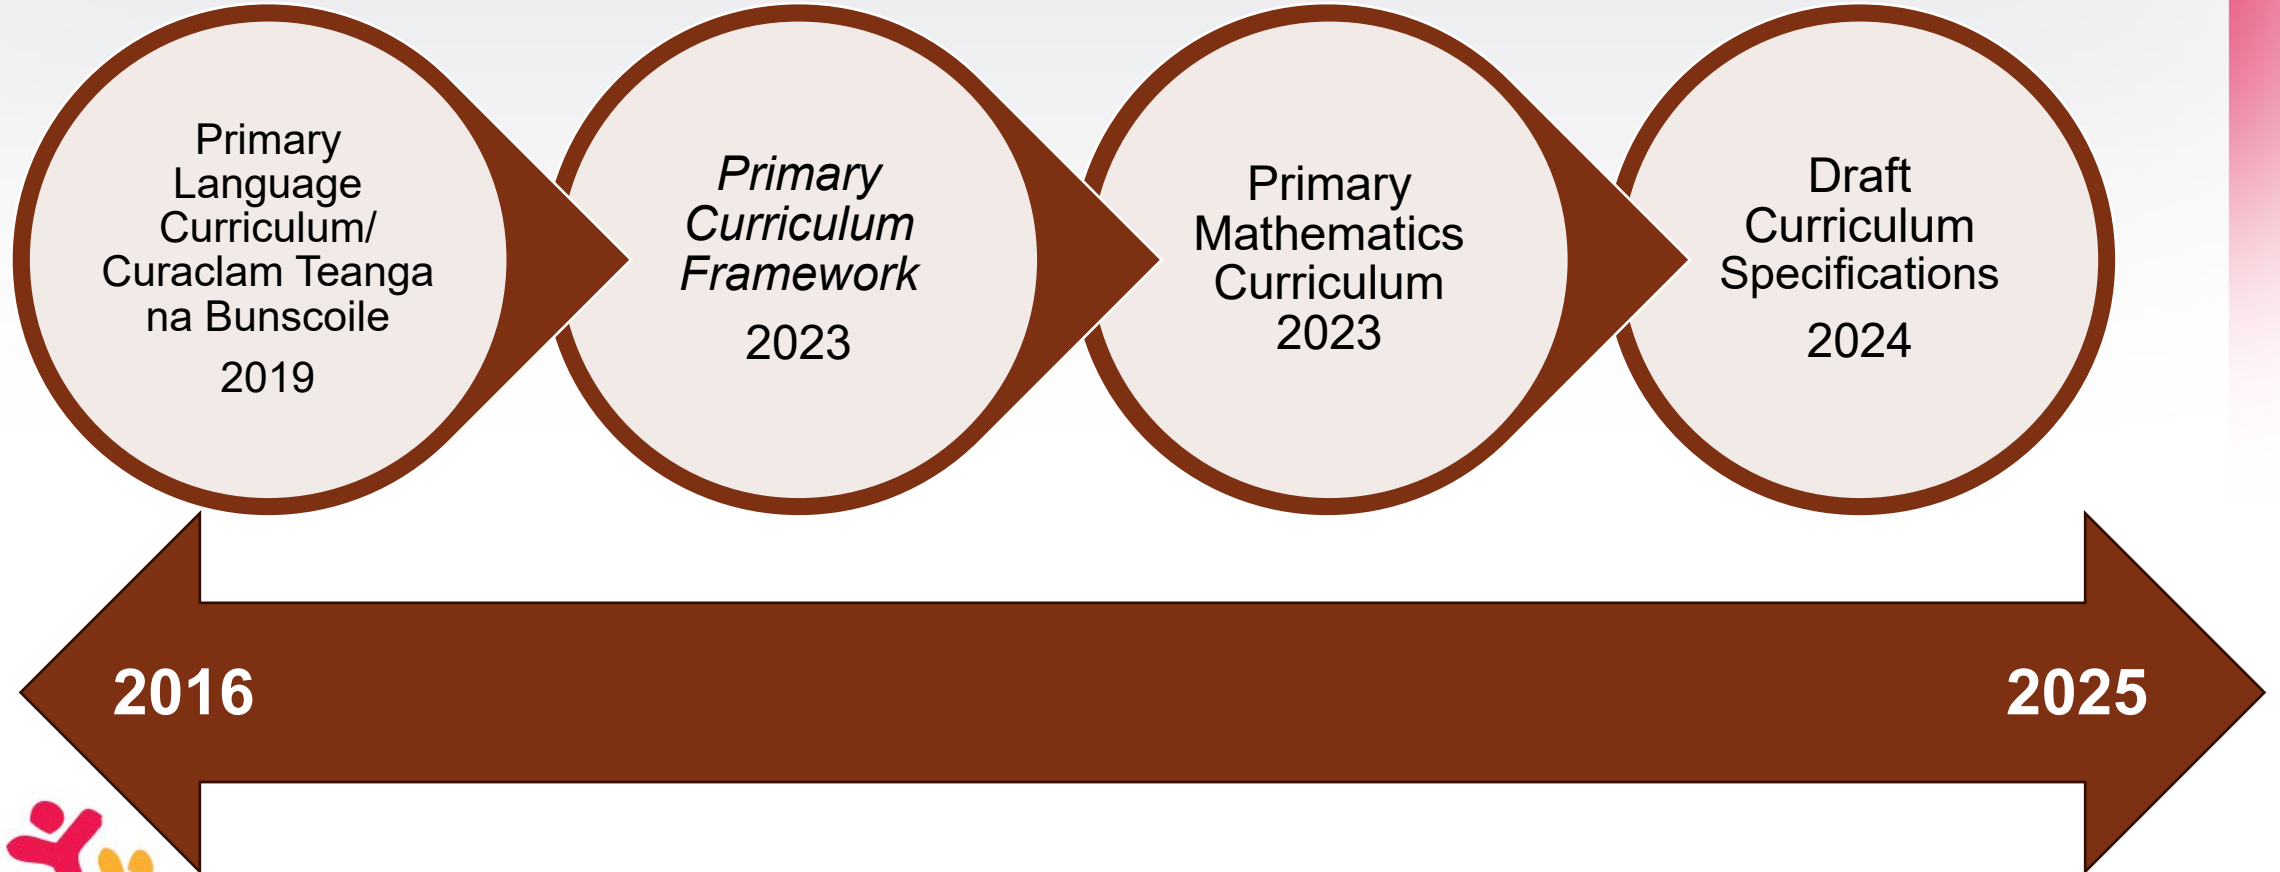 Primary
Language
Curriculum/
Curaclam Teanga
na Bunscoile
2019
Primary
Curriculum
Framework
2023
Primary
Mathematics
Curriculum
2023
Draft
Curriculum
Specifications
2024
2016
2025